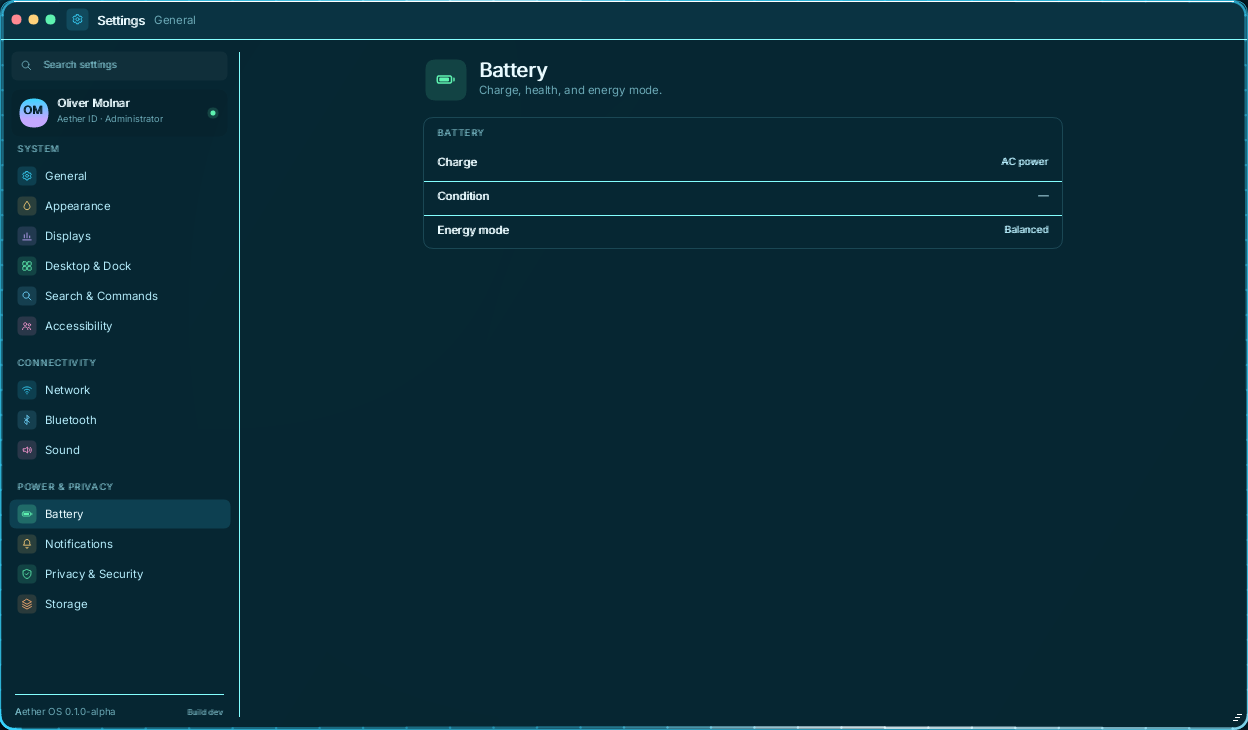 Settings General
Search settings
OM
Oliver Molnar
Aether ID · Administrator
SYSTEM
General
Appearance
Displays
Desktop & Dock
Search & Commands
Accessibility
CONNECTIVITY
Network
Bluetooth
Sound
POWER & PRIVACY
Battery
Notifications
Privacy & Security
Storage
Aether OS 0.1.0-alpha Build dev
Battery
Charge, health, and energy mode.
BATTERY
Charge AC power
Condition —
Energy mode Balanced